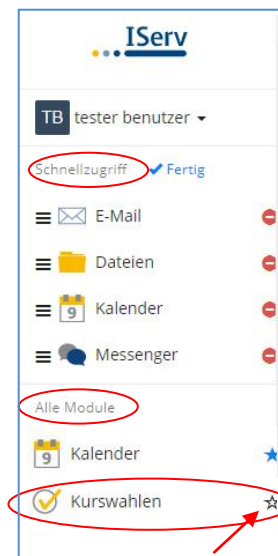 IServ
TB tester benutzer
Schnellzugriff Fertig
E-Mail
Dateien
9 Kalender
Messenger
Alle Module
9 Kalender
Kurswahlen